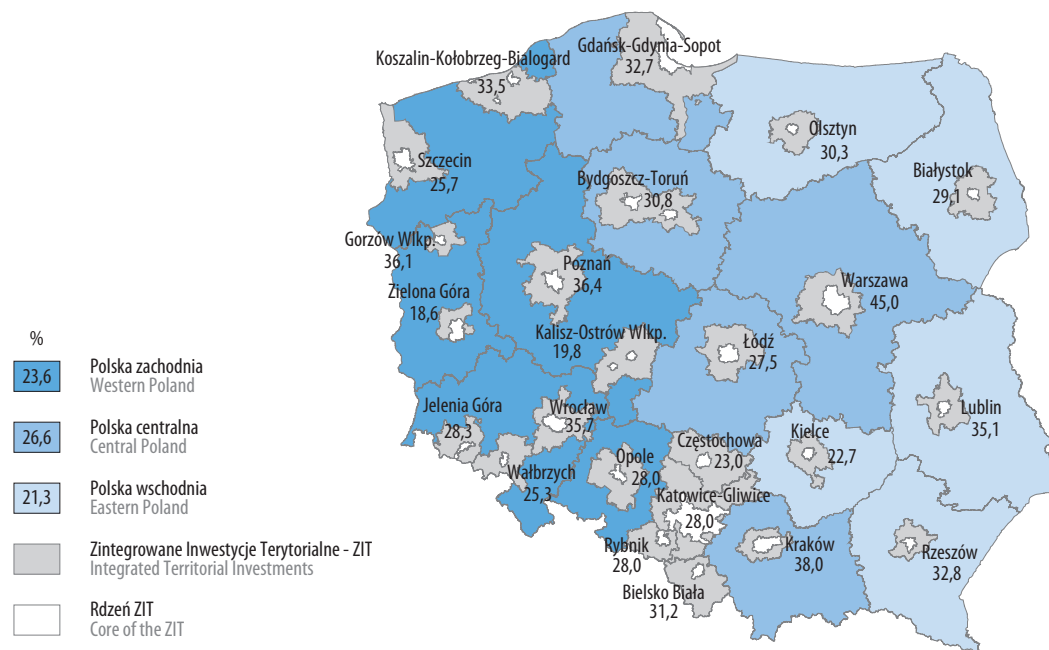 Gdańsk-Gdynia-Sopot
32,7
Koszalin-Kołobrzeg-Bialogard
33,5
Olsztyn
30,3
Szczecin
25,7
Białystok
29,1
Bydgoszcz-Toruń
30,8
Gorzów Wlkp.
36,1
Poznań
36,4
Warszawa
45,0
Zielona Góra
18,6
Kalisz-Ostrów Wlkp.
19,8
Łódź
27,5
Jelenia Góra
28,3
Wrocław
35,7
Lublin
35,1
Częstochowa
23,0
Kielce
22,7
Wałbrzych
25,3
Opole
28,0
Katowice-Gliwice
28,0
Rybnik
28,0
Kraków
38,0
Rzeszów
32,8
Bielsko Biała
31,2
%
23,6
Polska zachodnia
Western Poland
26,6
Polska centralna
Central Poland
21,3
Polska wschodnia
Eastern Poland
Zintegrowane Inwestycje Terytorialne - ZIT
Integrated Territorial Investments
Rdzeń ZIT
Core of the ZIT